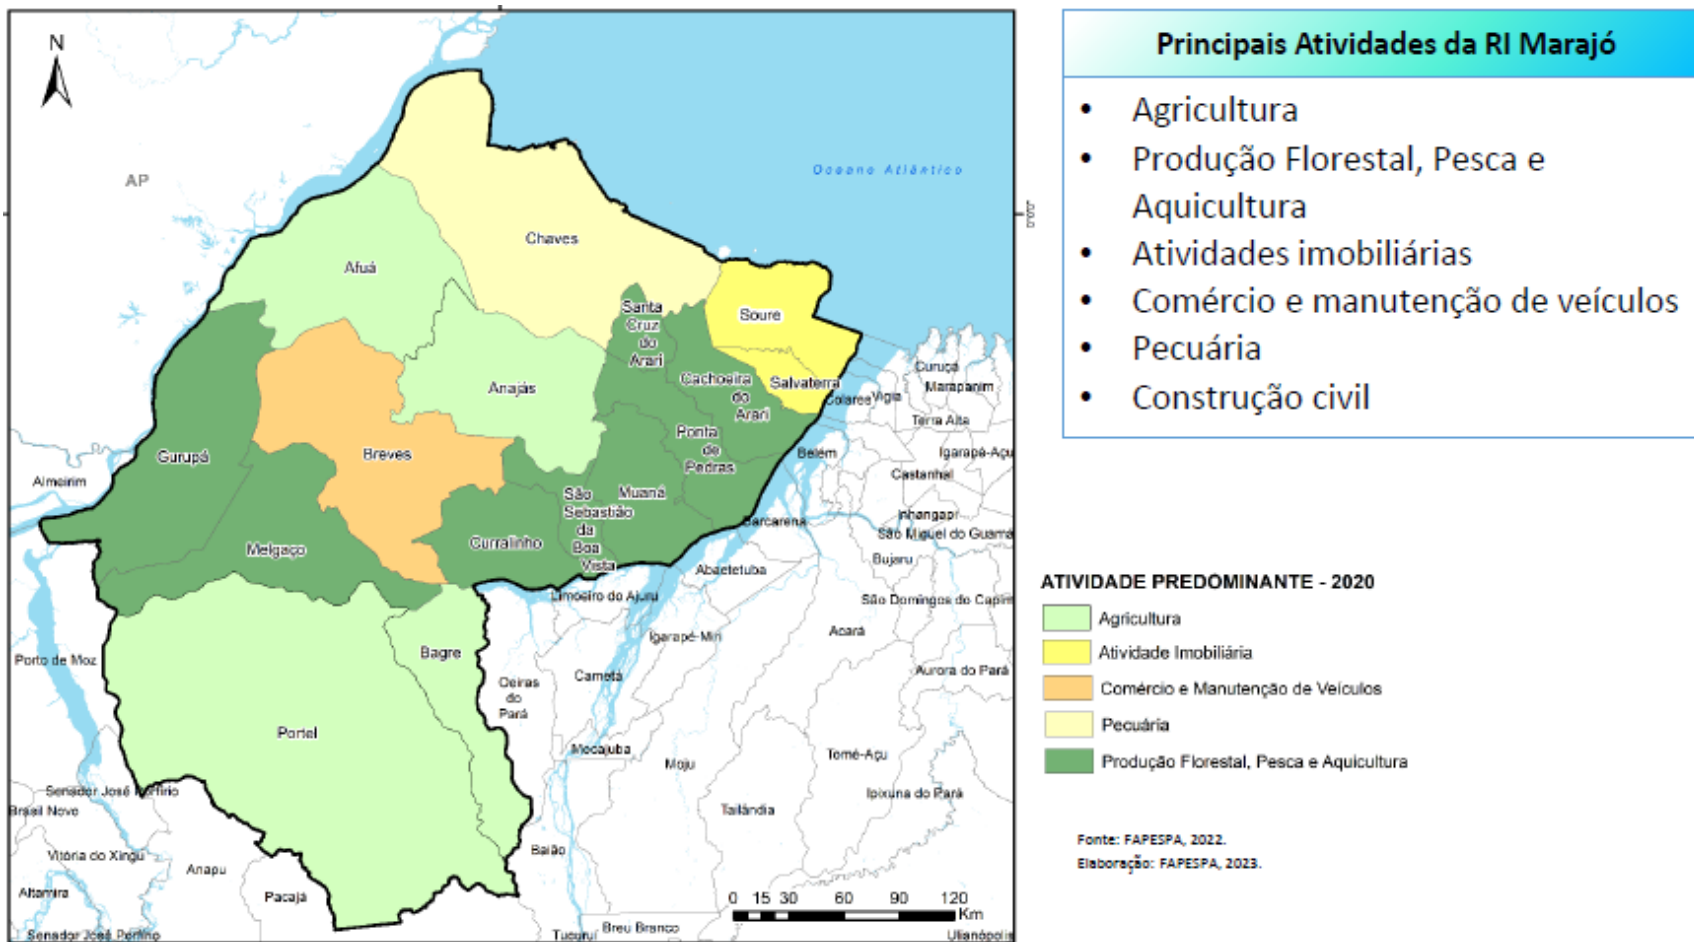 N
AP
Oceano Atlântico
Chaves
Afuá
Santa
Cruz
do
Arari
Soure
Anajás
Cachoeira
do
Arari
Salvaterra
Curuçá
Marapanim
Colares
Vigia
Terra Alta
Gurupá
Breves
Ponta
de
Pedras
Belém
Igarapé-Açu
Castanhal
Almeirim
São
Sebastião
da
Boa
Vista
Muaná
Inhangapi
Barcarena
São Miguel do Guamá
Melgaço
Curralinho
Bujaru
Abaetetuba
Limoeiro do Ajuru
São Domingos do Capim
Igarapé-Miri
Acará
Porto de Moz
Bagre
Cametá
Aurora do Pará
Oeiras
do
Pará
Portel
Mocajuba
Moju
Tomé-Açu
Senador José Porfírio
Ipixuna do Pará
Brasil Novo
Tailândia
Vitória do Xingu
Baião
Anapu
Altamira
Pacajá
0 15 30 60 90 120
Km
Senador José Porfírio
Tucuruí
Breu Branco
Ulianópolis
Principais Atividades da RI Marajó
• Agricultura
• Produção Florestal, Pesca e
Aquicultura
• Atividades imobiliárias
• Comércio e manutenção de veículos
• Pecuária
• Construção civil
ATIVIDADE PREDOMINANTE - 2020
Agricultura
Atividade Imobiliária
Comércio e Manutenção de Veículos
Pecuária
Produção Florestal, Pesca e Aquicultura
Fonte: FAPESPA, 2022.
Elaboração: FAPESPA, 2023.